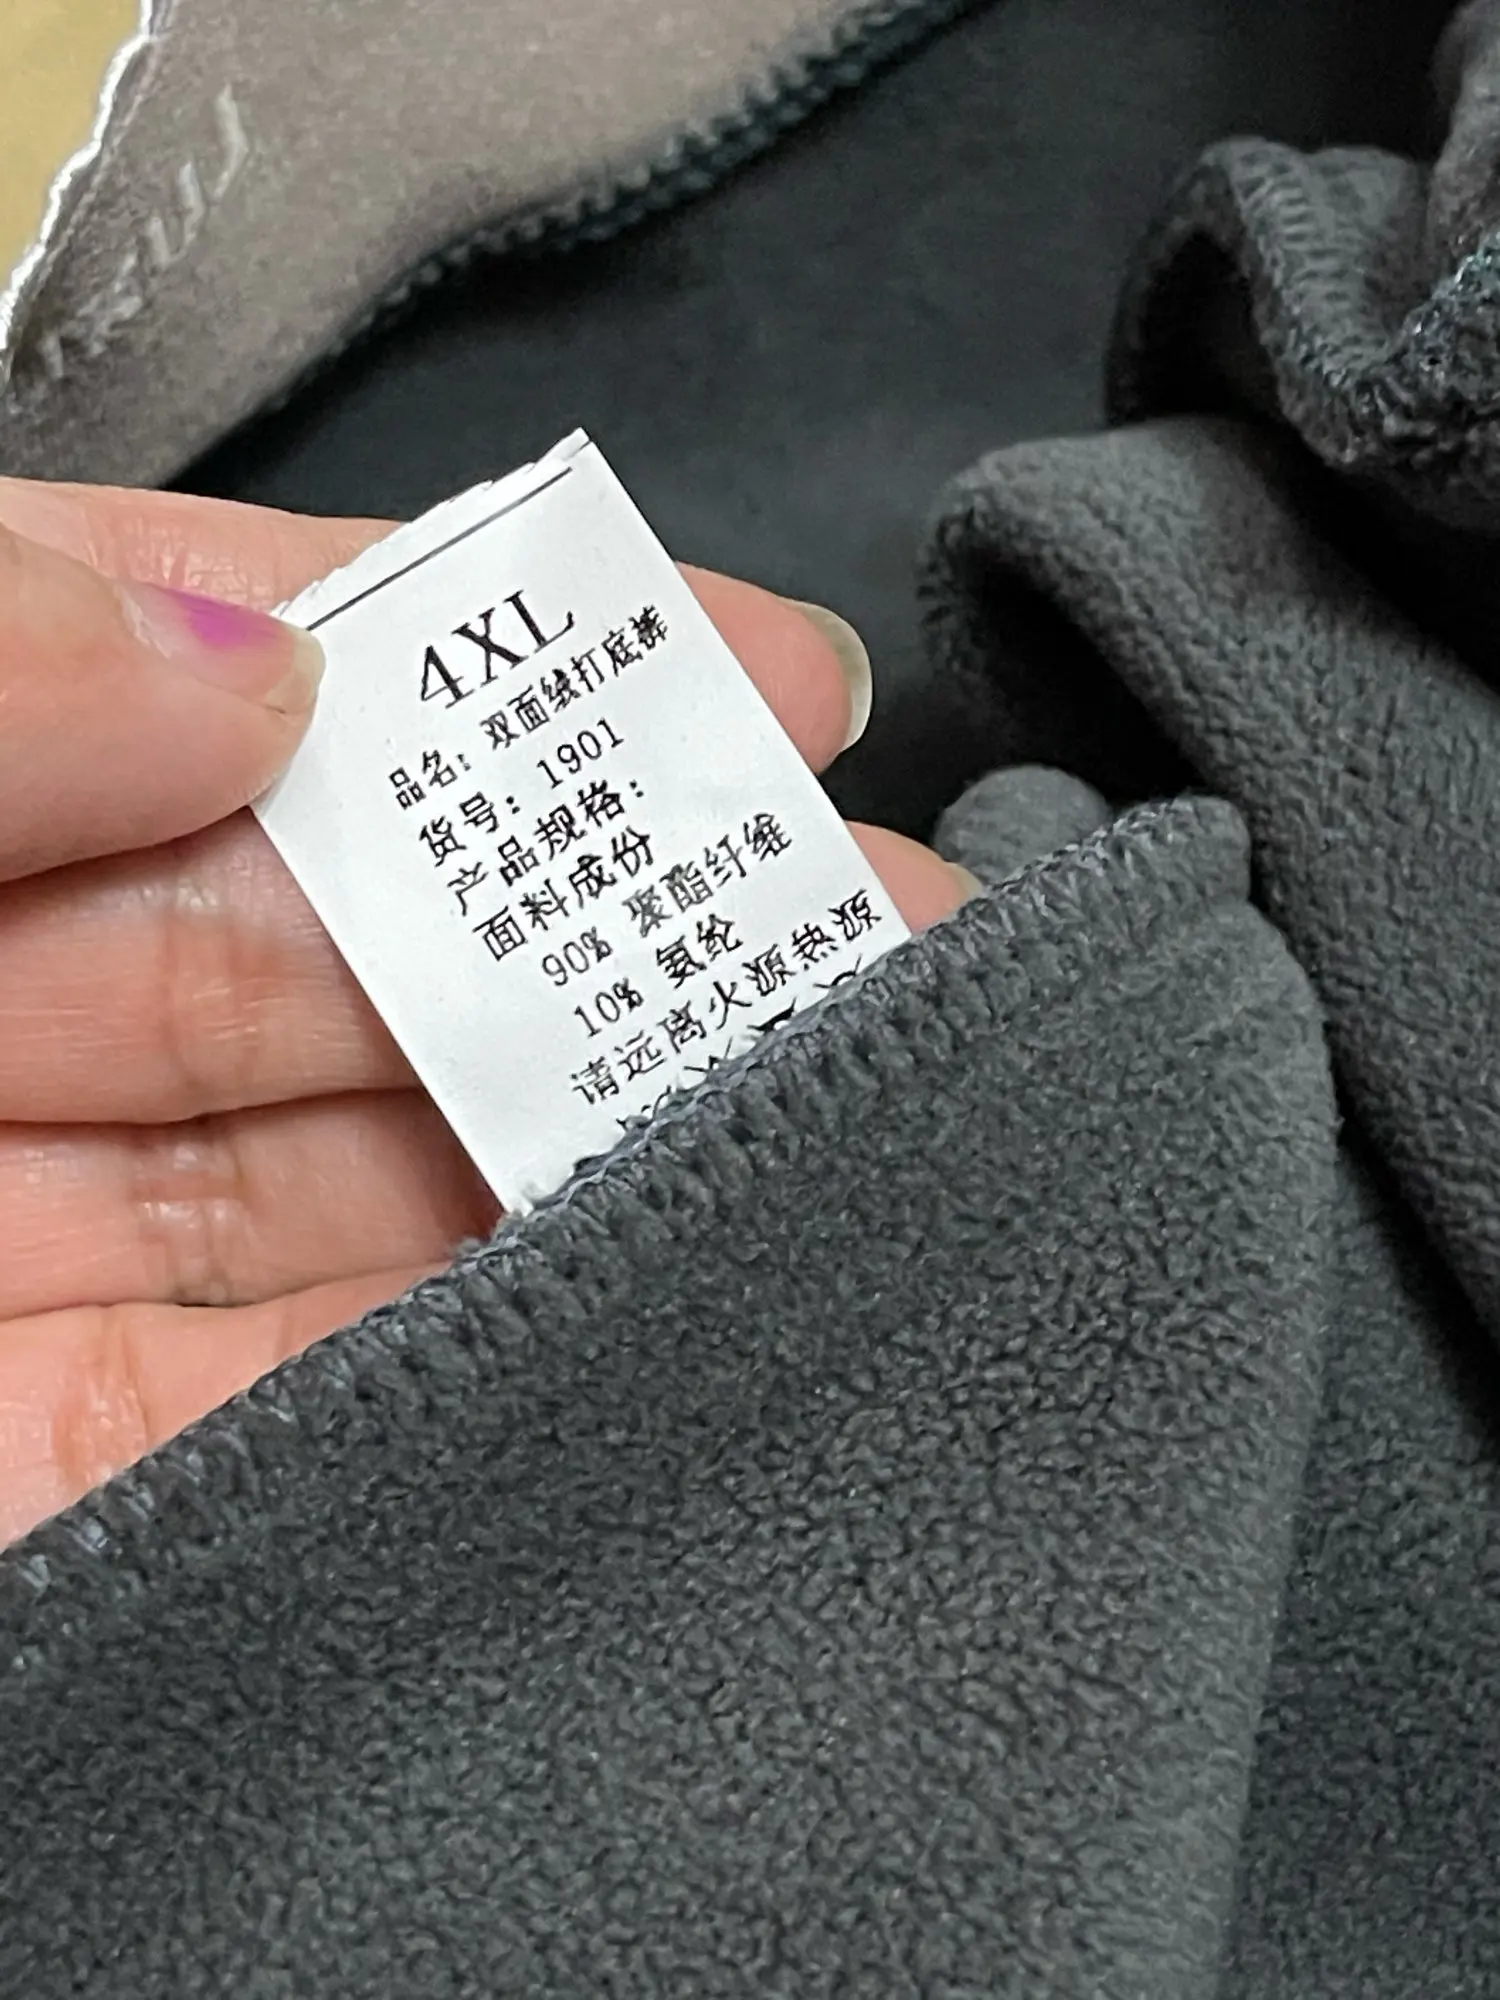 4XL
品名：双面绒打底裤
货号：1901
产品规格：
面料成份
90% 聚酯纤维
10% 氨纶
请远离火源热源